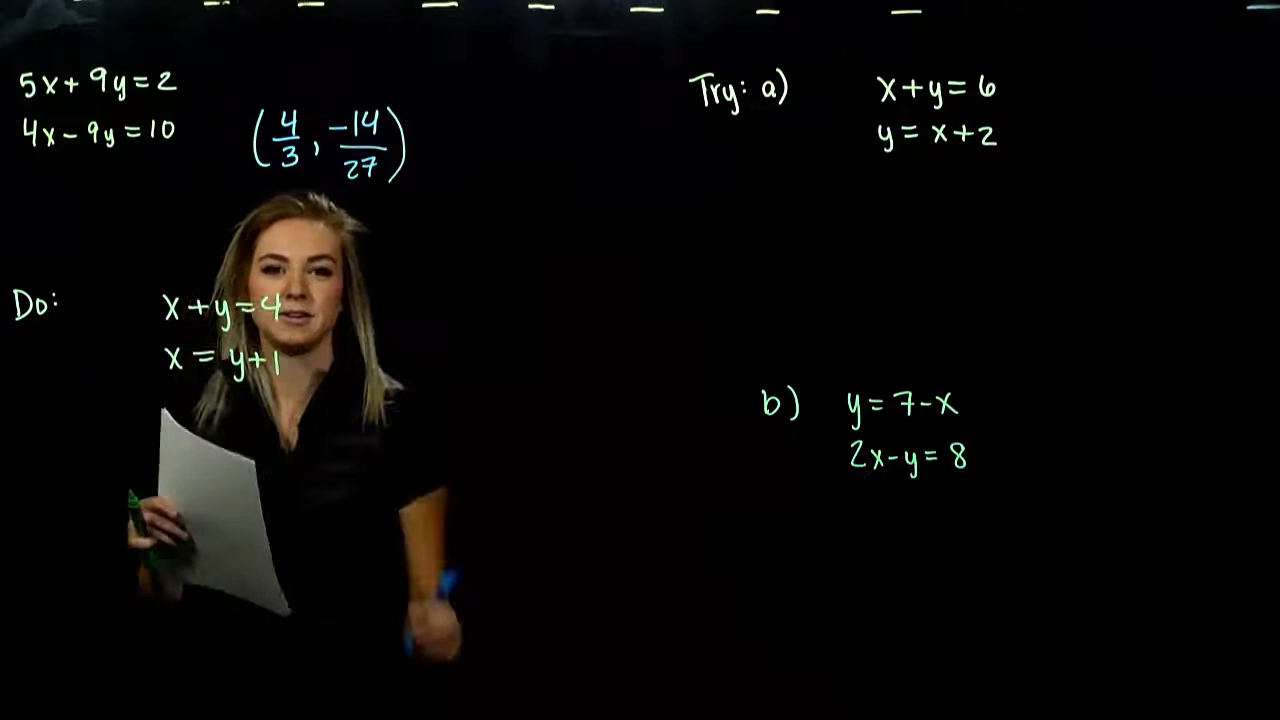 5x + 9y = 2
4x - 9y = 10
(4/3, -14/27)
Do: x + y = 4
x = y + 1
Try: a) x + y = 6
y = x + 2
b) y = 7 - x
2x - y = 8